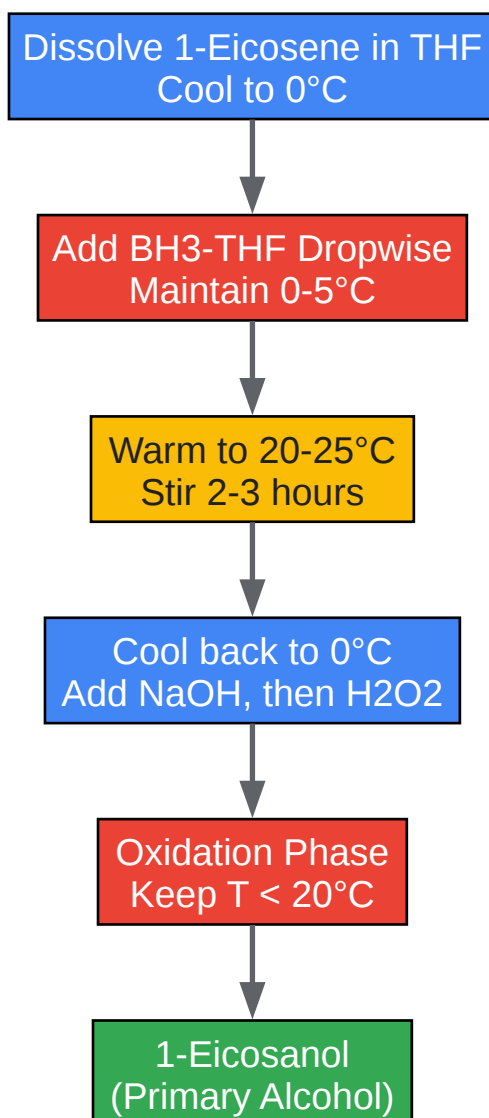 Dissolve 1-Eicosene in THF
Cool to 0°C
Add BH3-THF Dropwise
Maintain 0-5°C
Warm to 20-25°C
Stir 2-3 hours
Cool back to 0°C
Add NaOH, then H2O2
Oxidation Phase
Keep T < 20°C
1-Eicosanol
(Primary Alcohol)